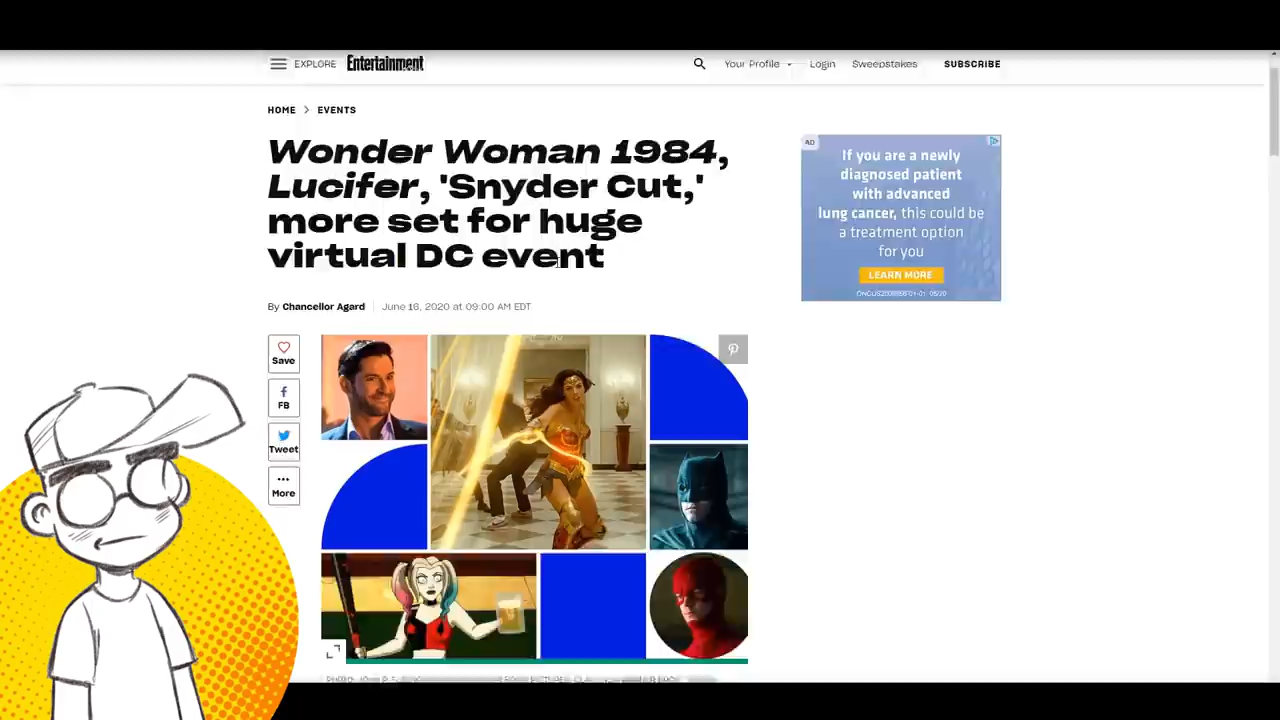 EXPLORE
Entertainment
Your Profile
Login
Sweepstakes
SUBSCRIBE
HOME > EVENTS
Wonder Woman 1984,
Lucifer, 'Snyder Cut,'
more set for huge
virtual DC event
By Chancellor Agard
June 16, 2020 at 09:00 AM EDT
Save
FB
Tweet
More
AD
If you are a newly
diagnosed patient
with advanced
lung cancer, this could be
a treatment option
for you
LEARN MORE